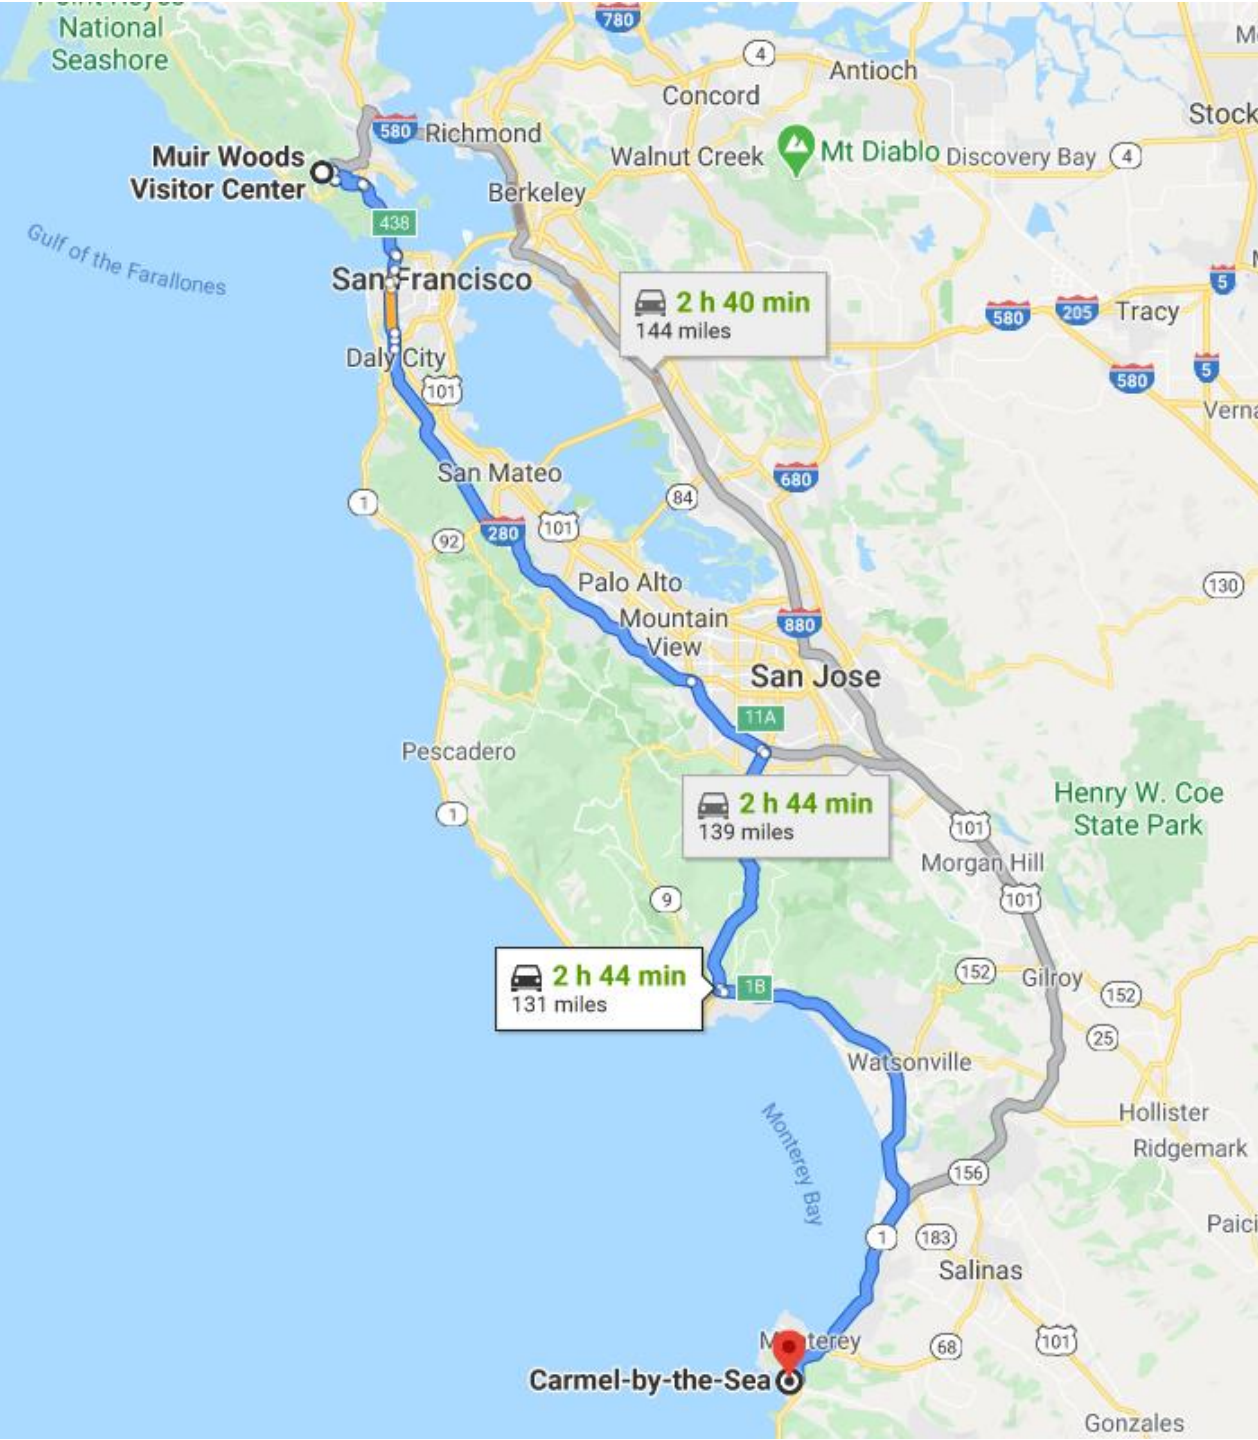 Point Reyes
National
Seashore
780
4
Antioch
Concord
Stock
580
Richmond
Muir Woods
Visitor Center
Walnut Creek
Mt Diablo
Discovery Bay
4
Berkeley
438
Gulf of the Farallones
San Francisco
5
2 h 40 min
144 miles
580
205
Tracy
Daly City
101
580
5
Verna
San Mateo
680
1
84
92
280
101
Palo Alto
130
Mountain
View
880
San Jose
11A
Pescadero
2 h 44 min
139 miles
Henry W. Coe
State Park
1
101
Morgan Hill
9
101
2 h 44 min
131 miles
1B
152
Gilroy
152
25
Watsonville
Hollister
Ridgemark
Monterey Bay
156
Paici
1
183
Salinas
Monterey
68
101
Carmel-by-the-Sea
Gonzales